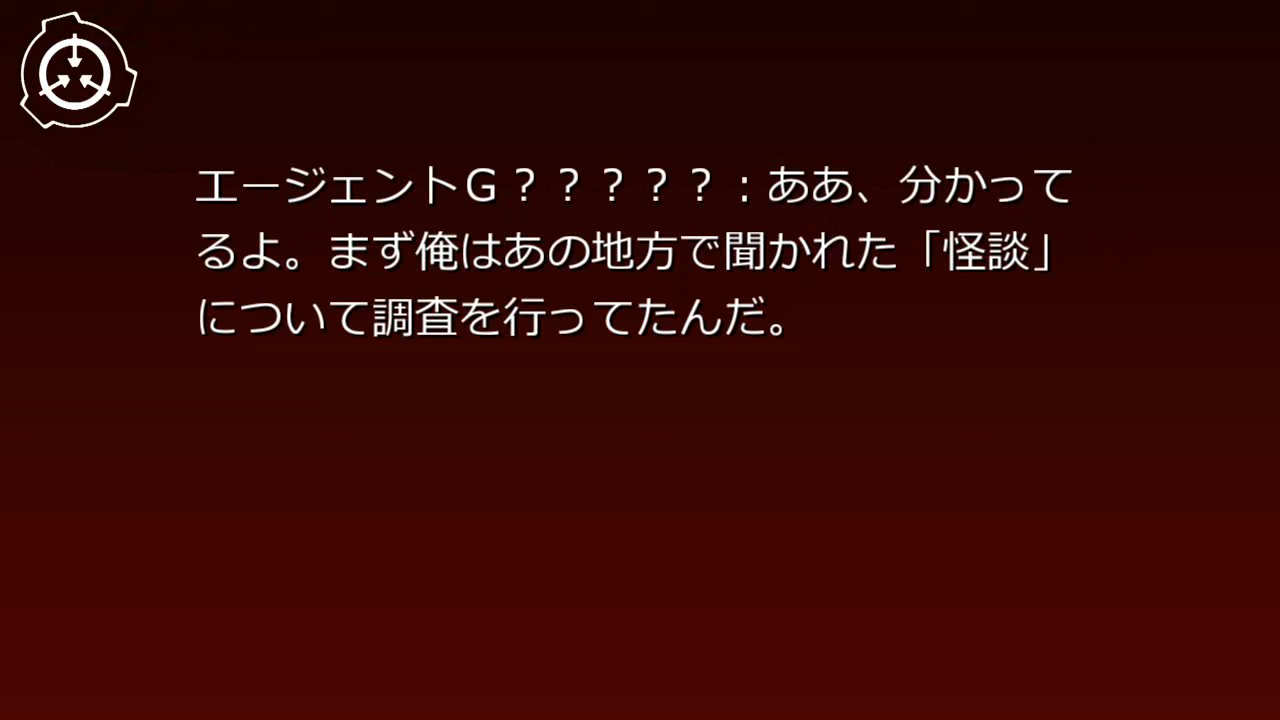 エージェントＧ？？？？？：ああ、分かって
るよ。まず俺はあの地方で聞かれた「怪談」
について調査を行ってたんだ。